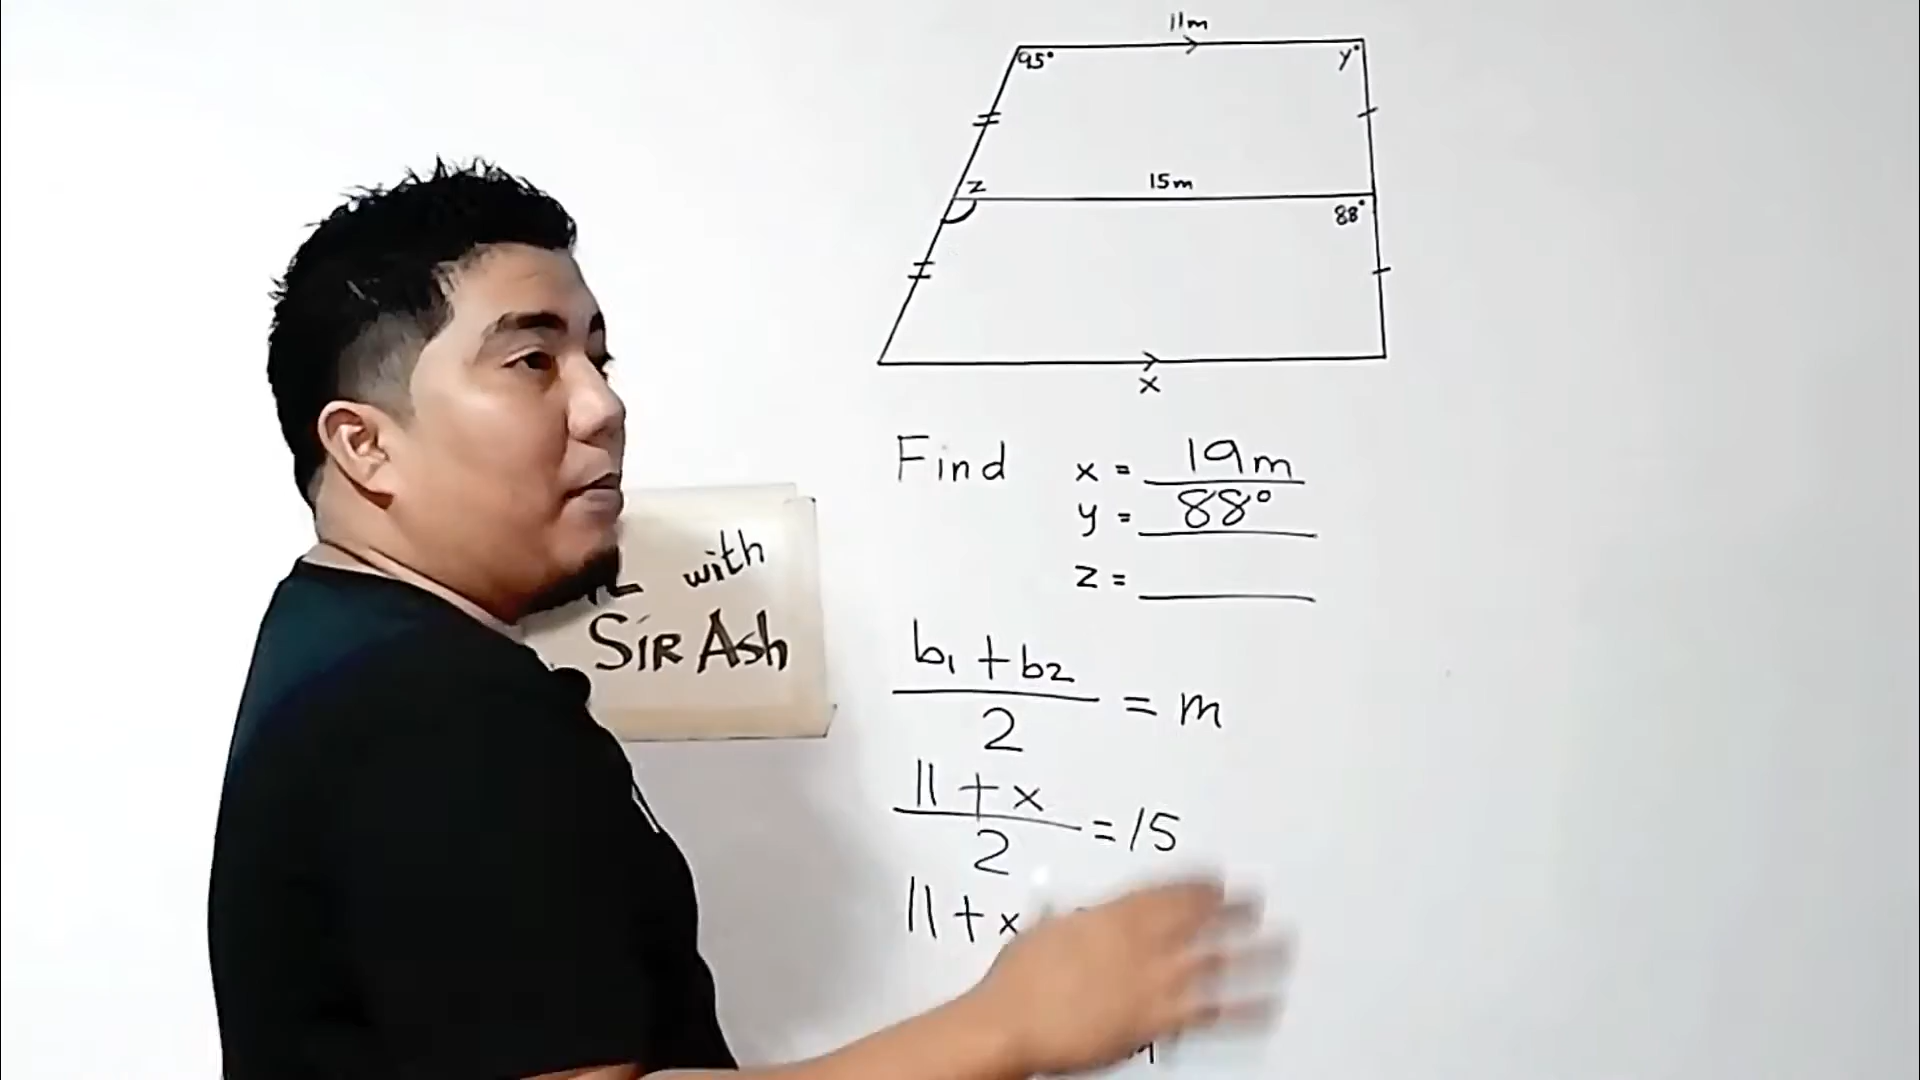 11m
95°
y°
z
15m
88°
x
Find x = 19m
y = 88°
z =
with
SIR Ash
b1 + b2
2
= m
11 + x
2
= 15
11 + x